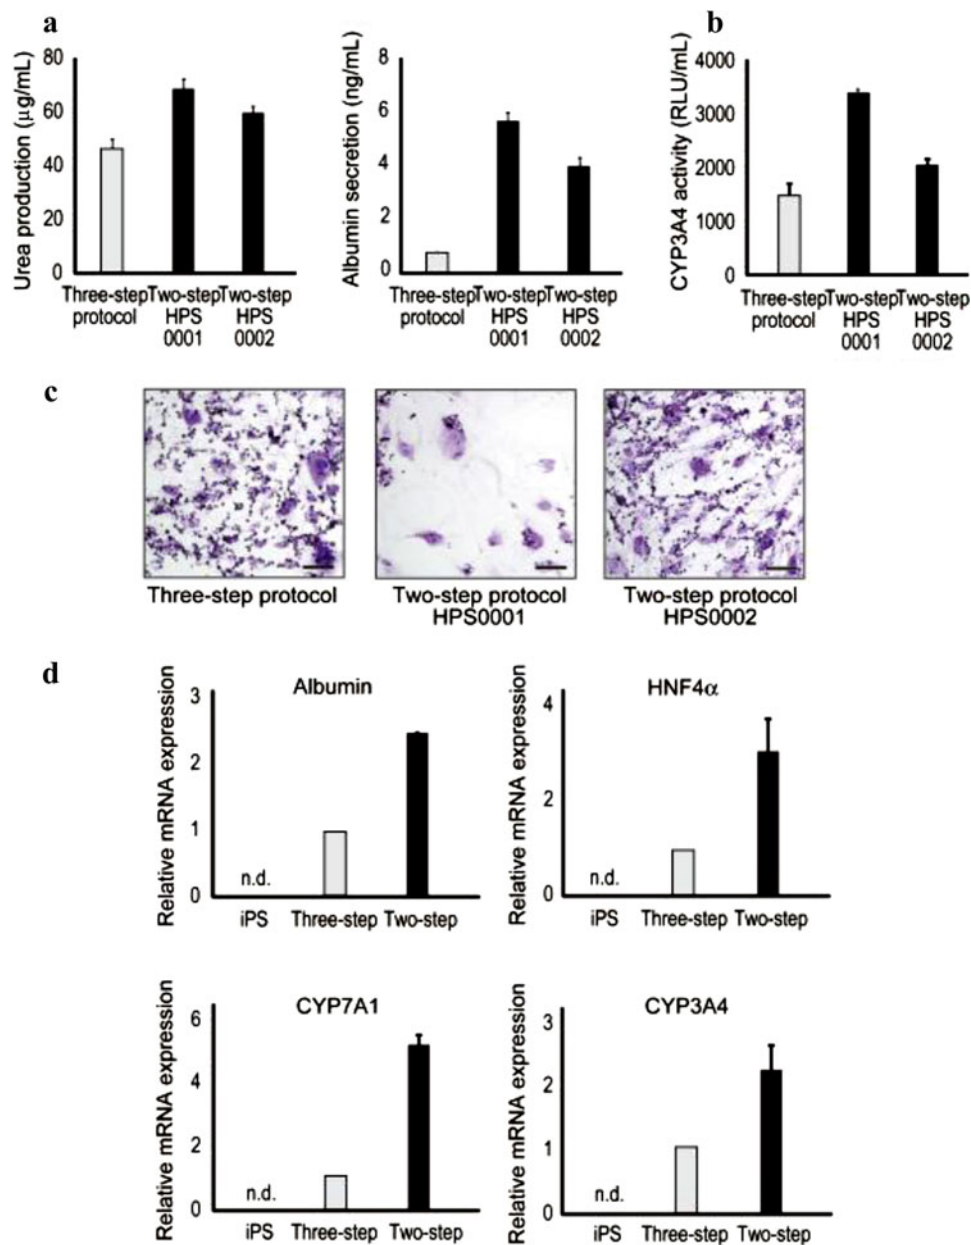 a
Urea production (μg/mL)
80
60
40
20
0
Three-step
protocol
Two-step
HPS
0001
Two-step
HPS
0002
Albumin secretion (ng/mL)
8
6
4
2
0
Three-step
protocol
Two-step
HPS
0001
Two-step
HPS
0002
b
CYP3A4 activity (RLU/mL)
4000
3000
2000
1000
0
Three-step
protocol
Two-step
HPS
0001
Two-step
HPS
0002
c
Three-step protocol
Two-step protocol
HPS0001
Two-step protocol
HPS0002
d
Albumin
Relative mRNA expression
3
2
1
0
n.d.
iPS Three-step Two-step
HNF4α
Relative mRNA expression
4
2
0
n.d.
iPS Three-step Two-step
CYP7A1
Relative mRNA expression
6
4
2
0
n.d.
iPS Three-step Two-step
CYP3A4
Relative mRNA expression
3
2
1
0
n.d.
iPS Three-step Two-step